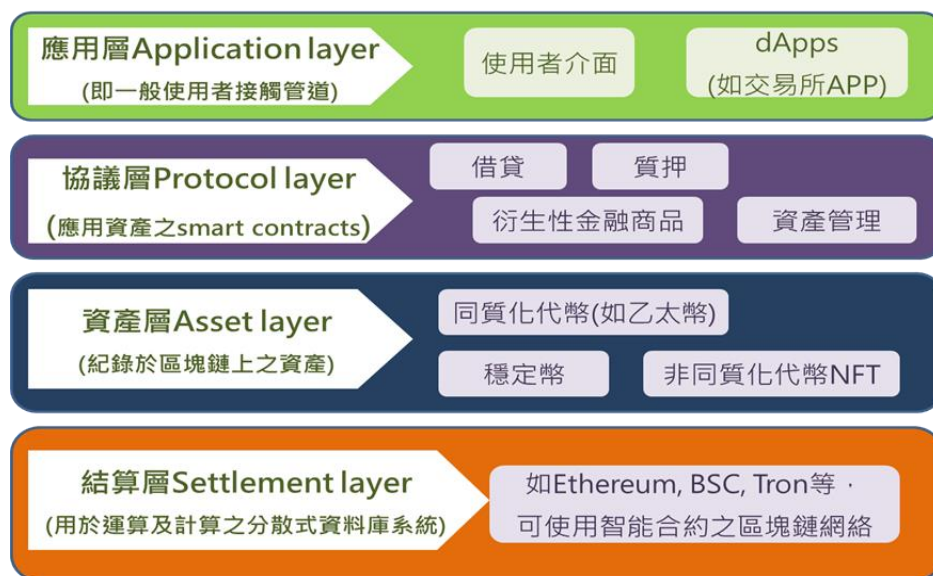 應用層Application layer
(即一般使用者接觸管道)
使用者介面
dApps
(如交易所APP)
協議層Protocol layer
(應用資產之smart contracts)
借貸
質押
衍生性金融商品
資產管理
資產層Asset layer
(紀錄於區塊鏈上之資產)
同質化代幣(如乙太幣)
穩定幣
非同質化代幣NFT
結算層Settlement layer
(用於運算及計算之分散式資料庫系統)
如Ethereum, BSC, Tron等，
可使用智能合約之區塊鏈網絡